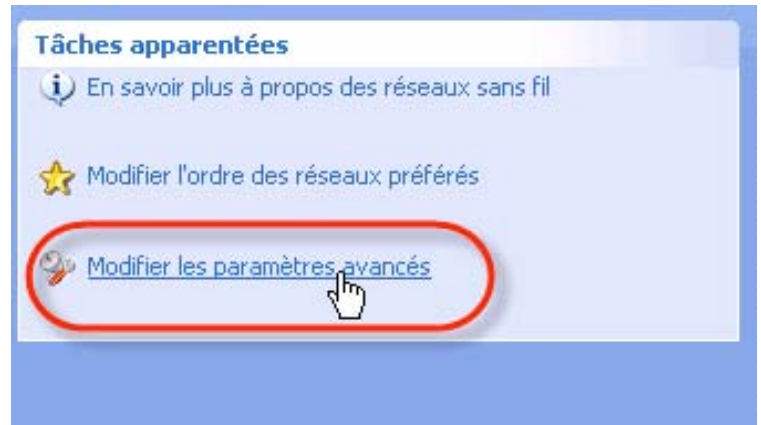 Tâches apparentées
En savoir plus à propos des réseaux sans fil
Modifier l'ordre des réseaux préférés
Modifier les paramètres avancés